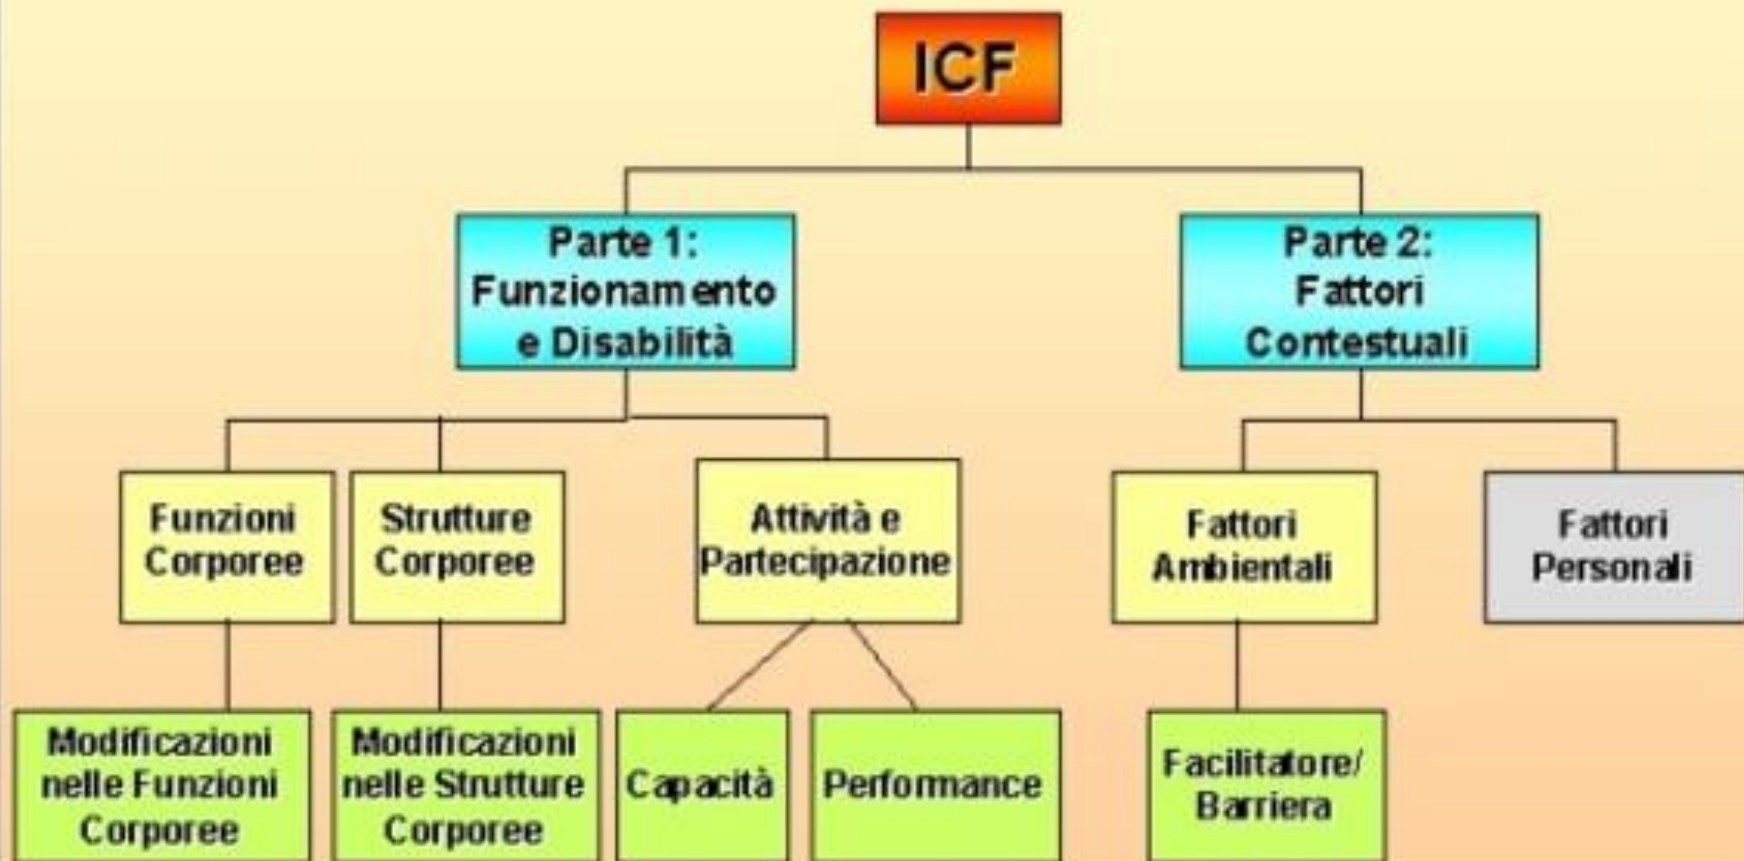 ICF
Parte 1:
Funzionamento
e Disabilità
Parte 2:
Fattori
Contestuali
Funzioni
Corporee
Strutture
Corporee
Attività e
Partecipazione
Fattori
Ambientali
Fattori
Personali
Modificazioni
nelle Funzioni
Corporee
Modificazioni
nelle Strutture
Corporee
Capacità
Performance
Facilitatore/
Barriera